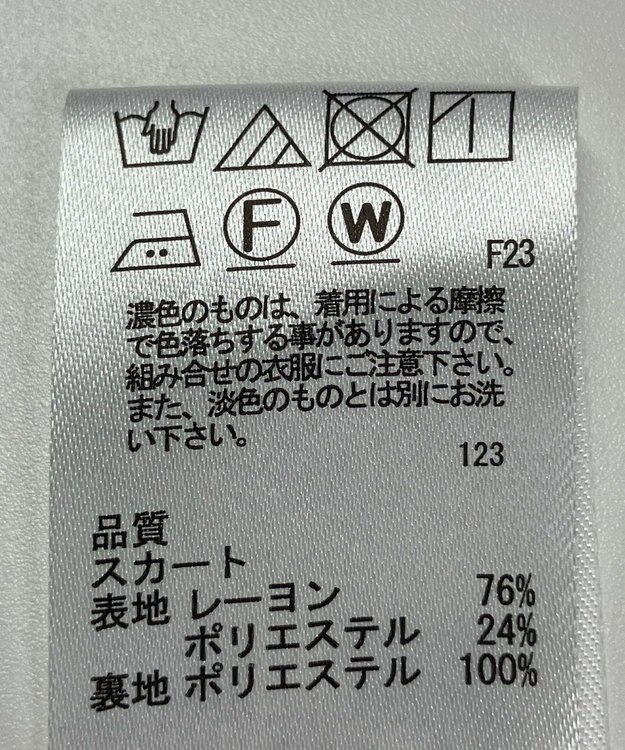 F W F23
濃色のものは、着用による摩擦
で色落ちする事がありますので、
組み合せの衣服にご注意下さい。
また、淡色のものとは別にお洗
い下さい。
123
品質
スカート
表地 レーヨン 76%
ポリエステル 24%
裏地 ポリエステル 100%